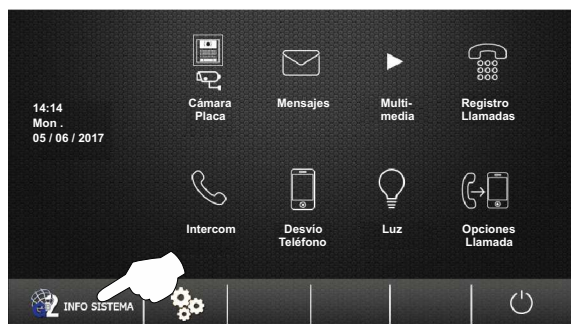 14:14
Mon .
05 / 06 / 2017
Cámara
Placa
Mensajes
Multi-
media
Registro
Llamadas
Intercom
Desvío
Teléfono
Luz
Opciones
Llamada
2 INFO SISTEMA